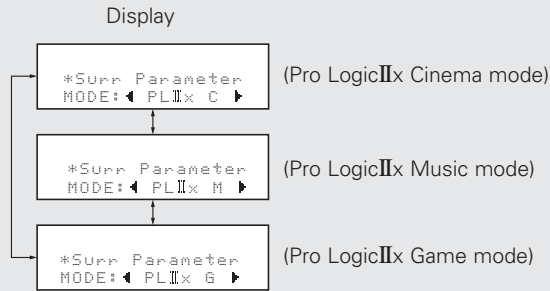 Display
*Surr Parameter
MODE:◀ PLⅡx C ▶
(Pro LogicⅡx Cinema mode)
*Surr Parameter
MODE:◀ PLⅡx M ▶
(Pro LogicⅡx Music mode)
*Surr Parameter
MODE:◀ PLⅡx G ▶
(Pro LogicⅡx Game mode)